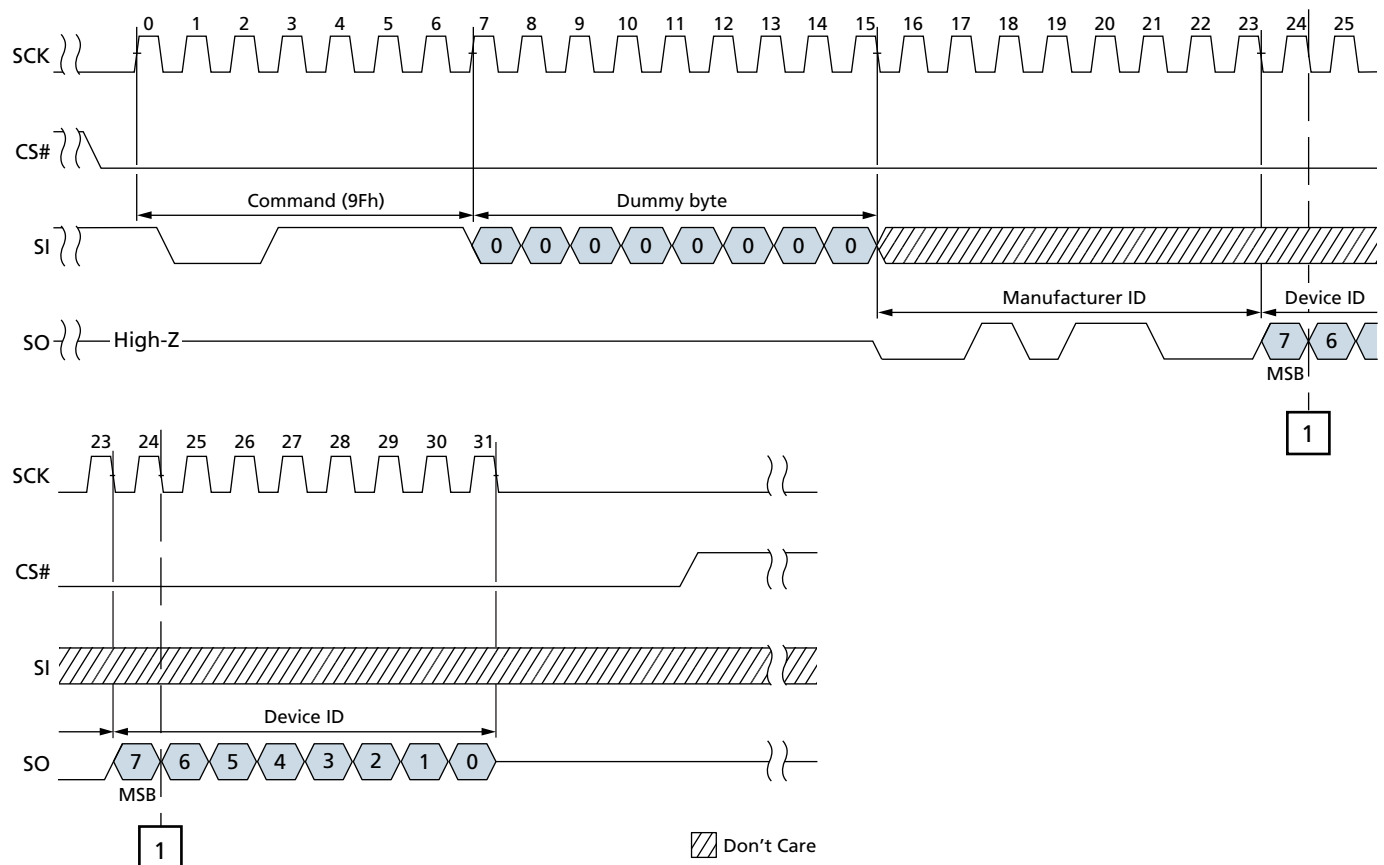 0 1 2 3 4 5 6 7 8 9 10 11 12 13 14 15 16 17 18 19 20 21 22 23 24 25
SCK
CS#
Command (9Fh) Dummy byte
SI 0 0 0 0 0 0 0 0
Manufacturer ID Device ID
SO High-Z 7 6
MSB
1
23 24 25 26 27 28 29 30 31
SCK
CS#
SI
Device ID
SO 7 6 5 4 3 2 1 0
MSB
1
Don't Care